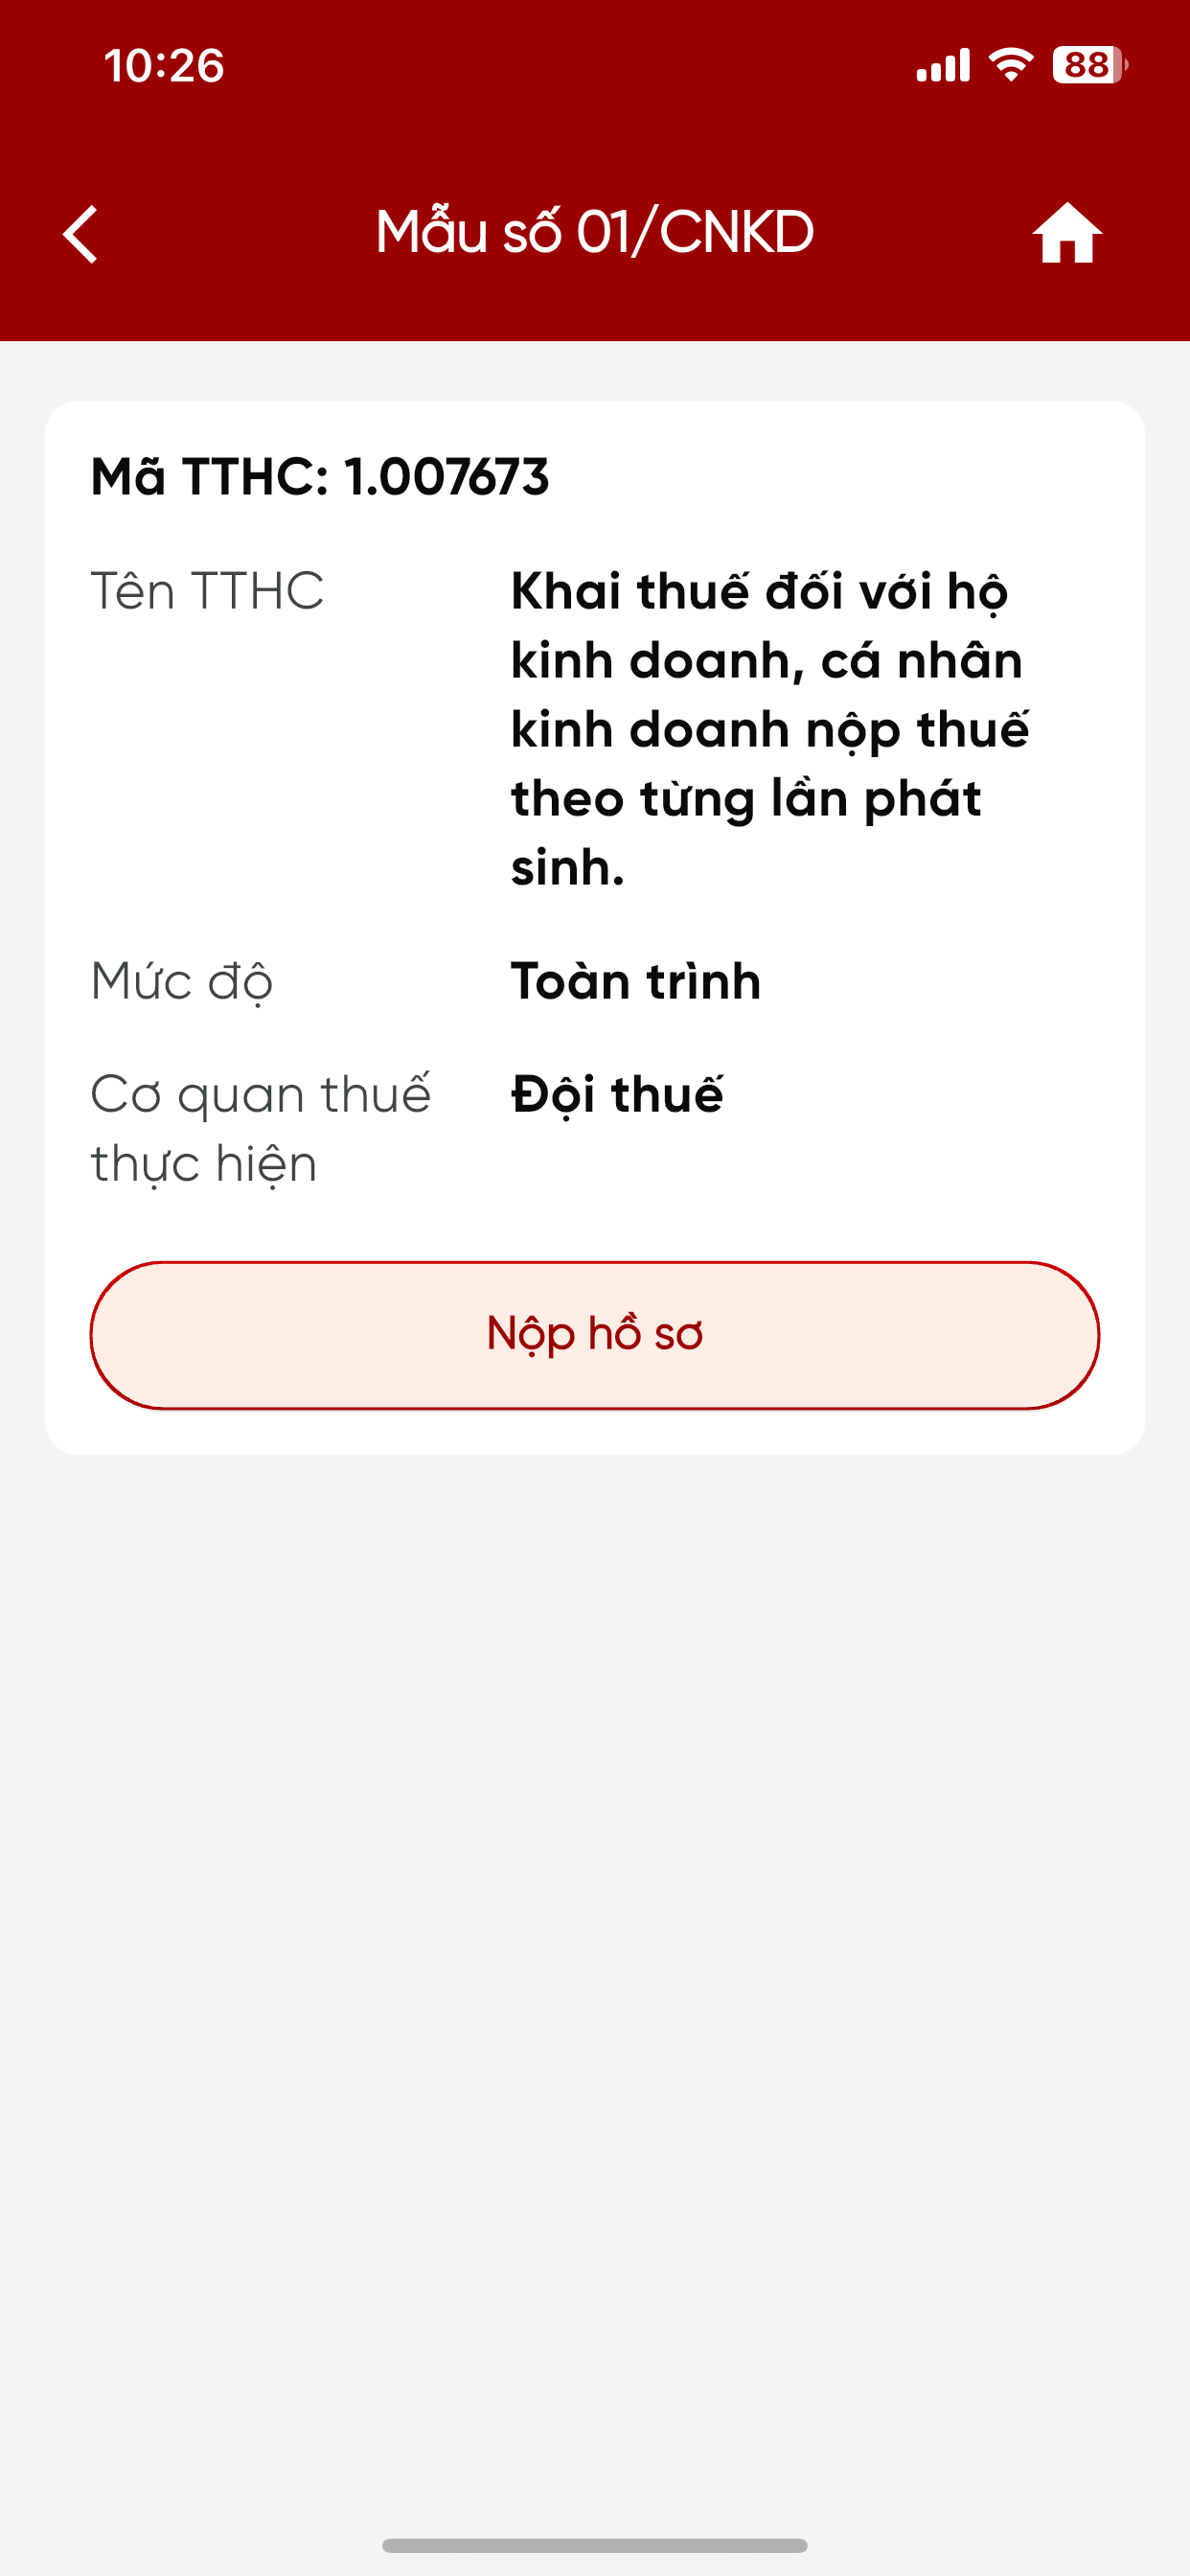 10:26
88
Mẫu số 01/CNKD
Mã TTHC: 1.007673
Tên TTHC
Khai thuế đối với hộ
kinh doanh, cá nhân
kinh doanh nộp thuế
theo từng lần phát
sinh.
Mức độ
Toàn trình
Cơ quan thuế
thực hiện
Đội thuế
Nộp hồ sơ